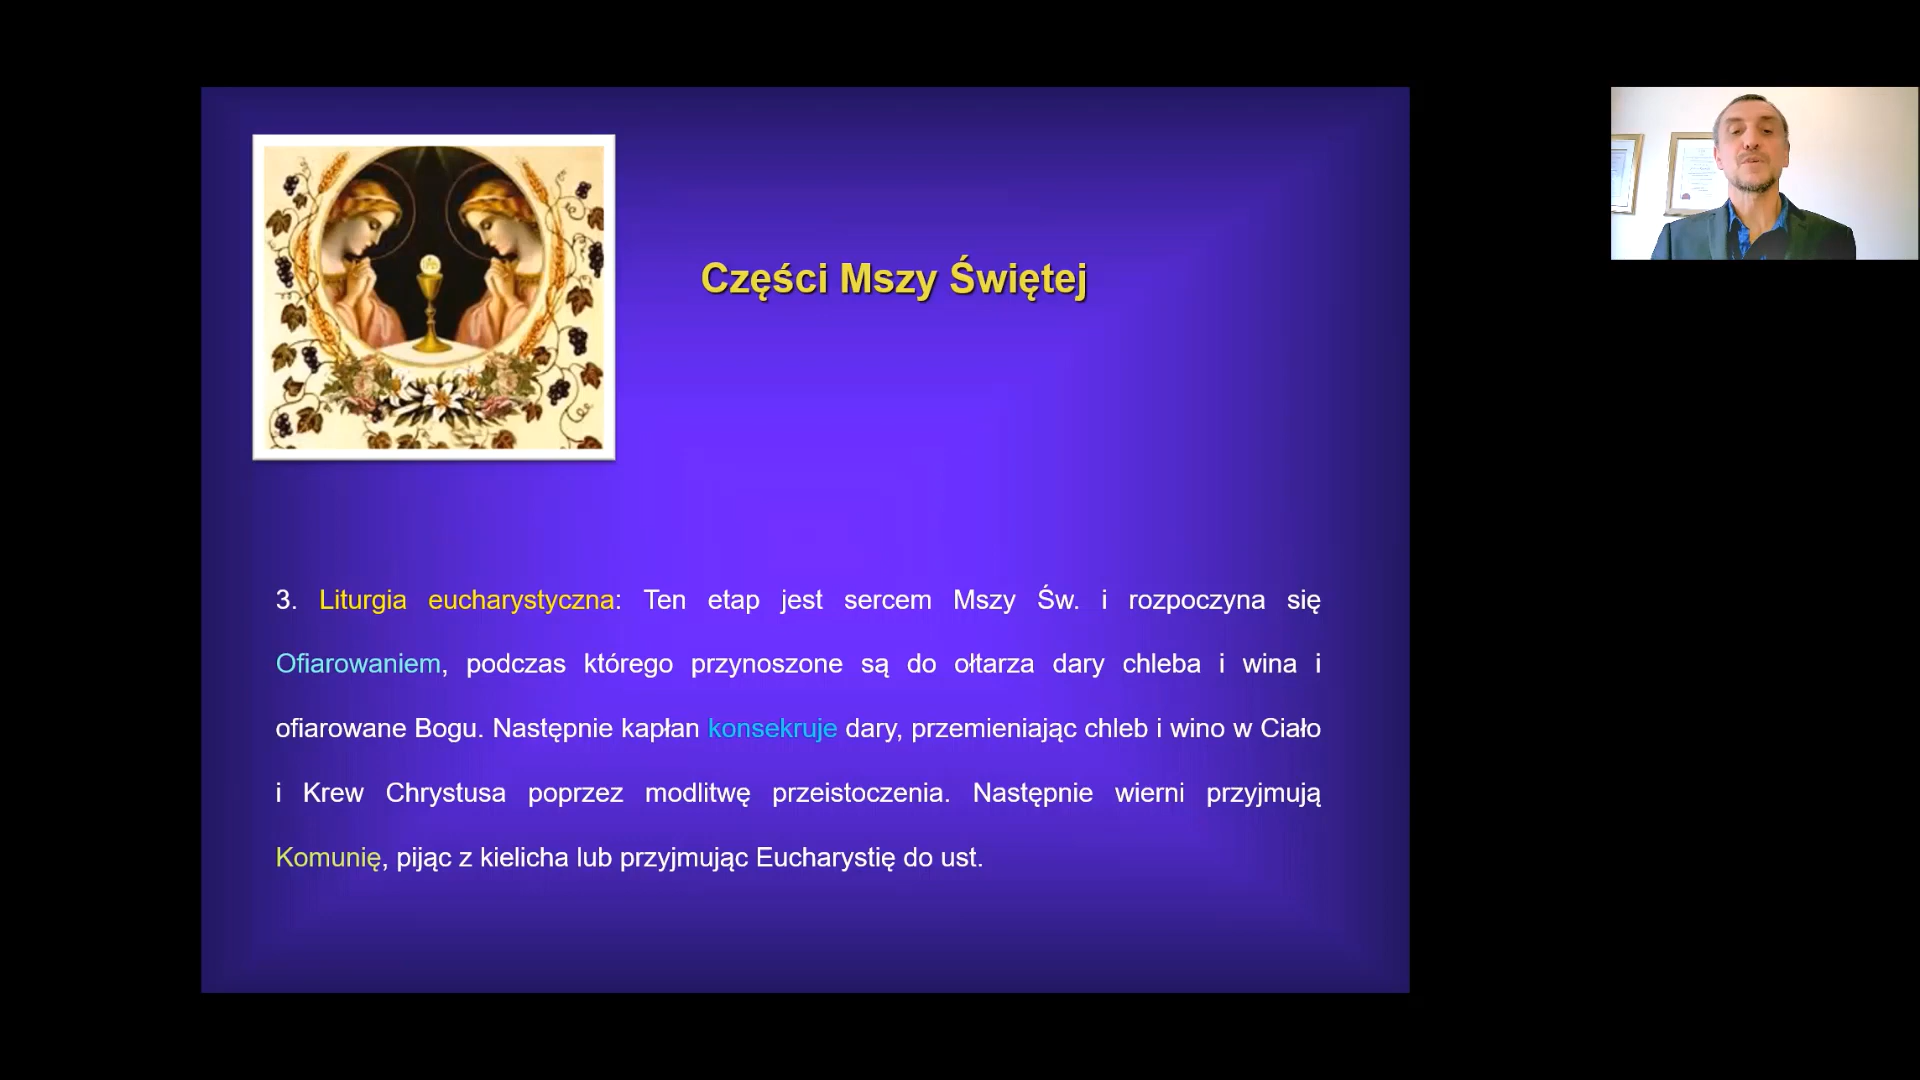 Części Mszy Świętej
3. Liturgia eucharystyczna: Ten etap jest sercem Mszy Św. i rozpoczyna się
Ofiarowaniem, podczas którego przynoszone są do ołtarza dary chleba i wina i
ofiarowane Bogu. Następnie kapłan konsekruje dary, przemieniając chleb i wino w Ciało
i Krew Chrystusa poprzez modlitwę przeistoczenia. Następnie wierni przyjmują
Komunię, pijąc z kielicha lub przyjmując Eucharystię do ust.